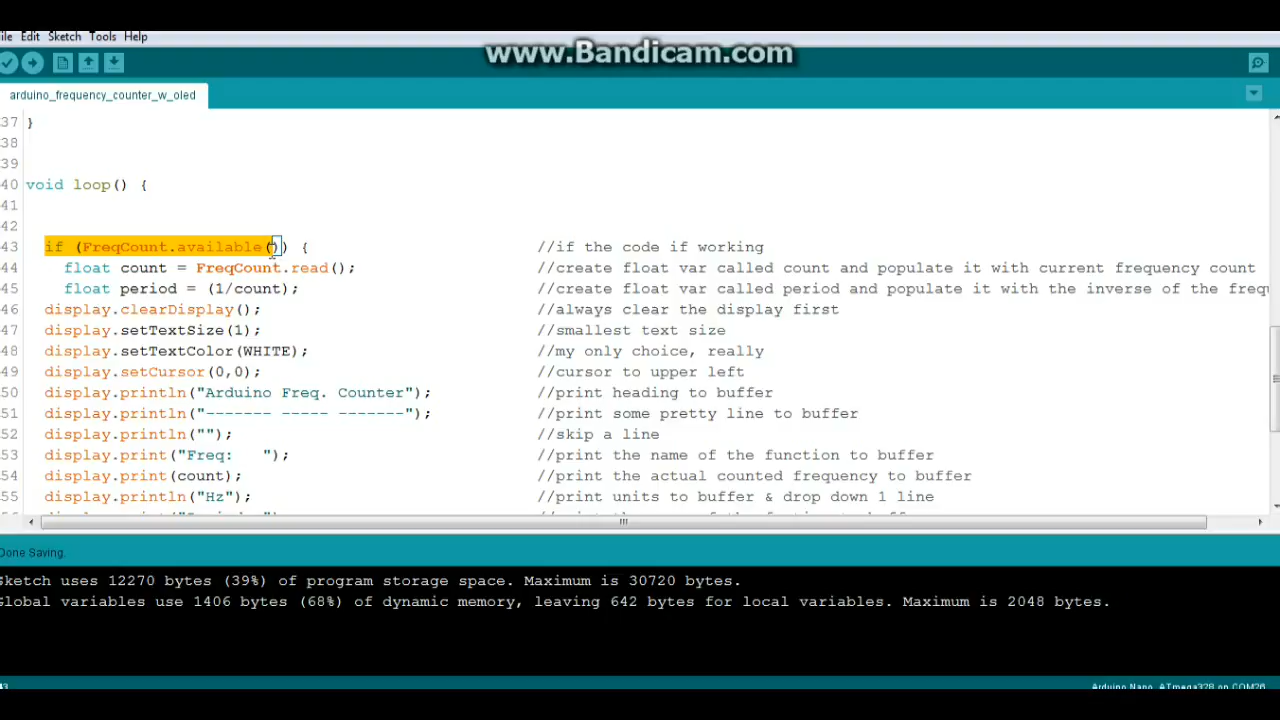 www.Bandicam.com
ile Edit Sketch Tools Help
arduino_frequency_counter_w_oled
37 }
38
39
40 void loop() {
41
42
43 if (FreqCount.available()) { //if the code if working
44 float count = FreqCount.read(); //create float var called count and populate it with current frequency count
45 float period = (1/count); //create float var called period and populate it with the inverse of the frequ
46 display.clearDisplay(); //always clear the display first
47 display.setTextSize(1); //smallest text size
48 display.setTextColor(WHITE); //my only choice, really
49 display.setCursor(0,0); //cursor to upper left
50 display.println("Arduino Freq. Counter"); //print heading to buffer
51 display.println("------- ----- -------"); //print some pretty line to buffer
52 display.println(""); //skip a line
53 display.print("Freq:   "); //print the name of the function to buffer
54 display.print(count); //print the actual counted frequency to buffer
55 display.println("Hz"); //print units to buffer & drop down 1 line
Done Saving.
Sketch uses 12270 bytes (39%) of program storage space. Maximum is 30720 bytes.
Global variables use 1406 bytes (68%) of dynamic memory, leaving 642 bytes for local variables. Maximum is 2048 bytes.
43 Arduino Nano, ATmega328 on COM26